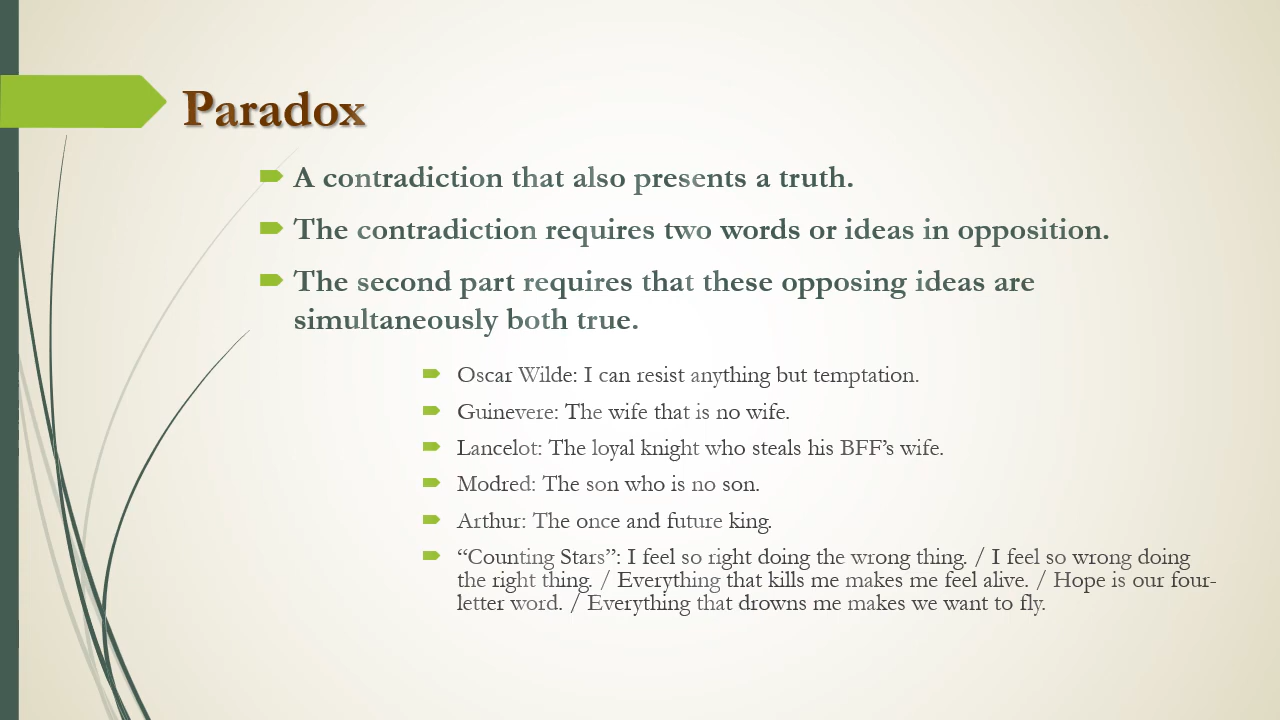 Paradox
A contradiction that also presents a truth.
The contradiction requires two words or ideas in opposition.
The second part requires that these opposing ideas are
simultaneously both true.
Oscar Wilde: I can resist anything but temptation.
Guinevere: The wife that is no wife.
Lancelot: The loyal knight who steals his BFF’s wife.
Modred: The son who is no son.
Arthur: The once and future king.
“Counting Stars”: I feel so right doing the wrong thing. / I feel so wrong doing
the right thing. / Everything that kills me makes me feel alive. / Hope is our four-
letter word. / Everything that drowns me makes we want to fly.